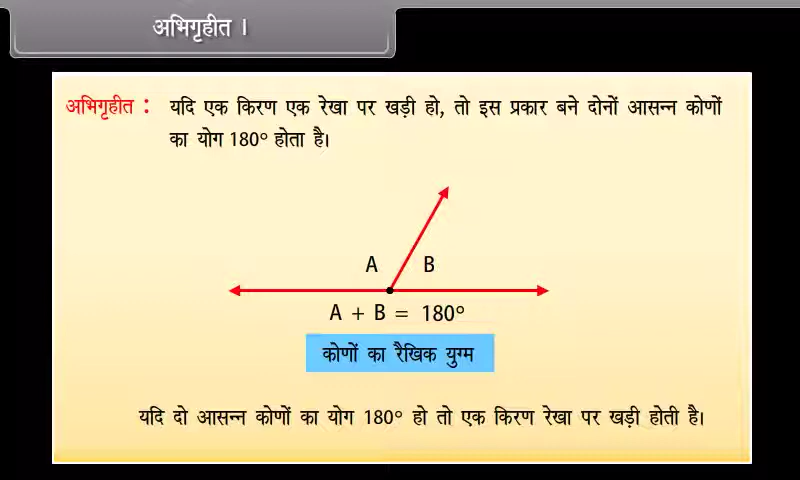 अभिगृहीत ।
अभिगृहीत : यदि एक किरण एक रेखा पर खड़ी हो, तो इस प्रकार बने दोनों आसन्न कोणों
का योग 180° होता है।
A B
A + B = 180°
कोणों का रैखिक युग्म
यदि दो आसन्न कोणों का योग 180° हो तो एक किरण रेखा पर खड़ी होती है।